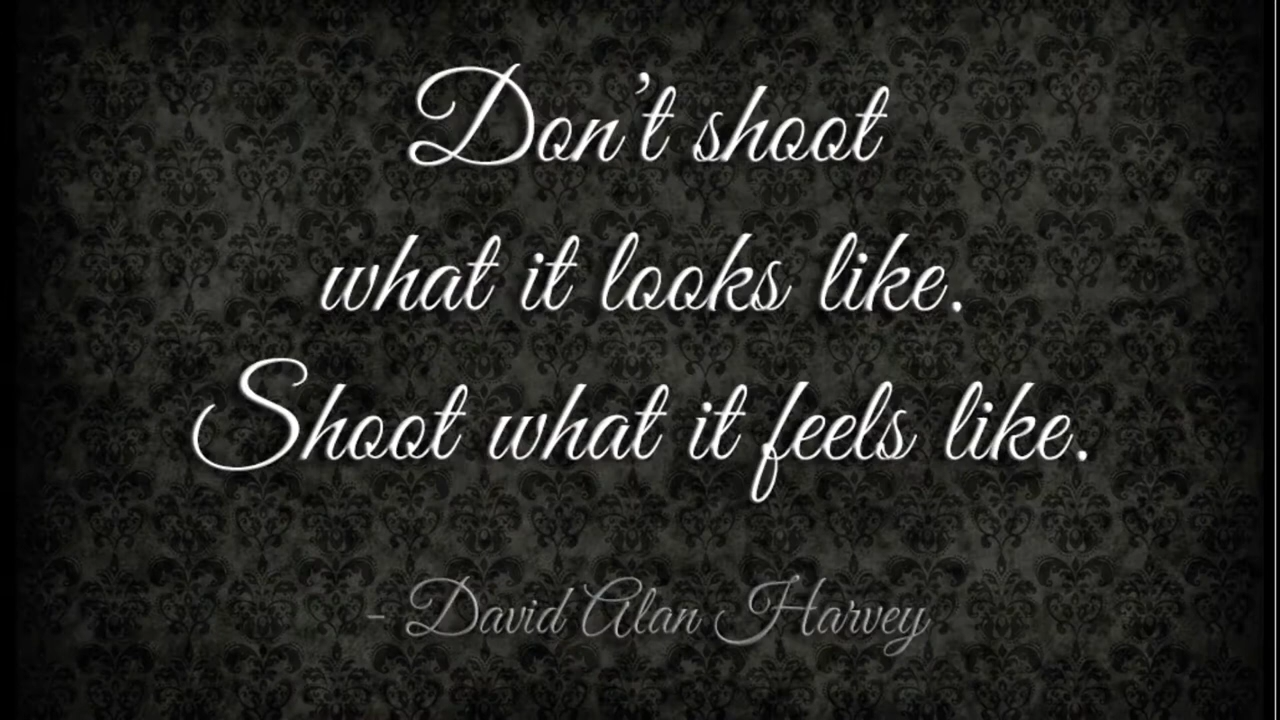 Don't shoot
what it looks like.
Shoot what it feels like.
- David Alan Harvey